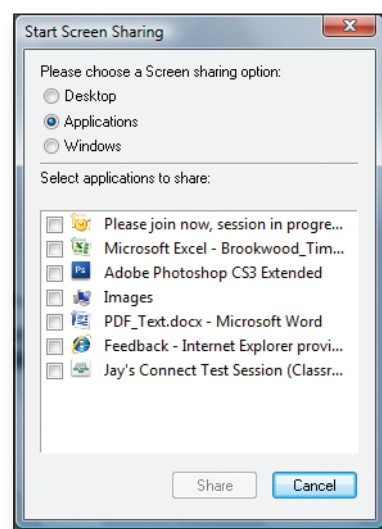 Start Screen Sharing
Please choose a Screen sharing option:
Desktop
Applications
Windows
Select applications to share:
Please join now, session in progre...
Microsoft Excel - Brookwood_Tim...
Ps Adobe Photoshop CS3 Extended
Images
PDF_Text.docx - Microsoft Word
Feedback - Internet Explorer provi...
Jay's Connect Test Session (Classr...
Share Cancel